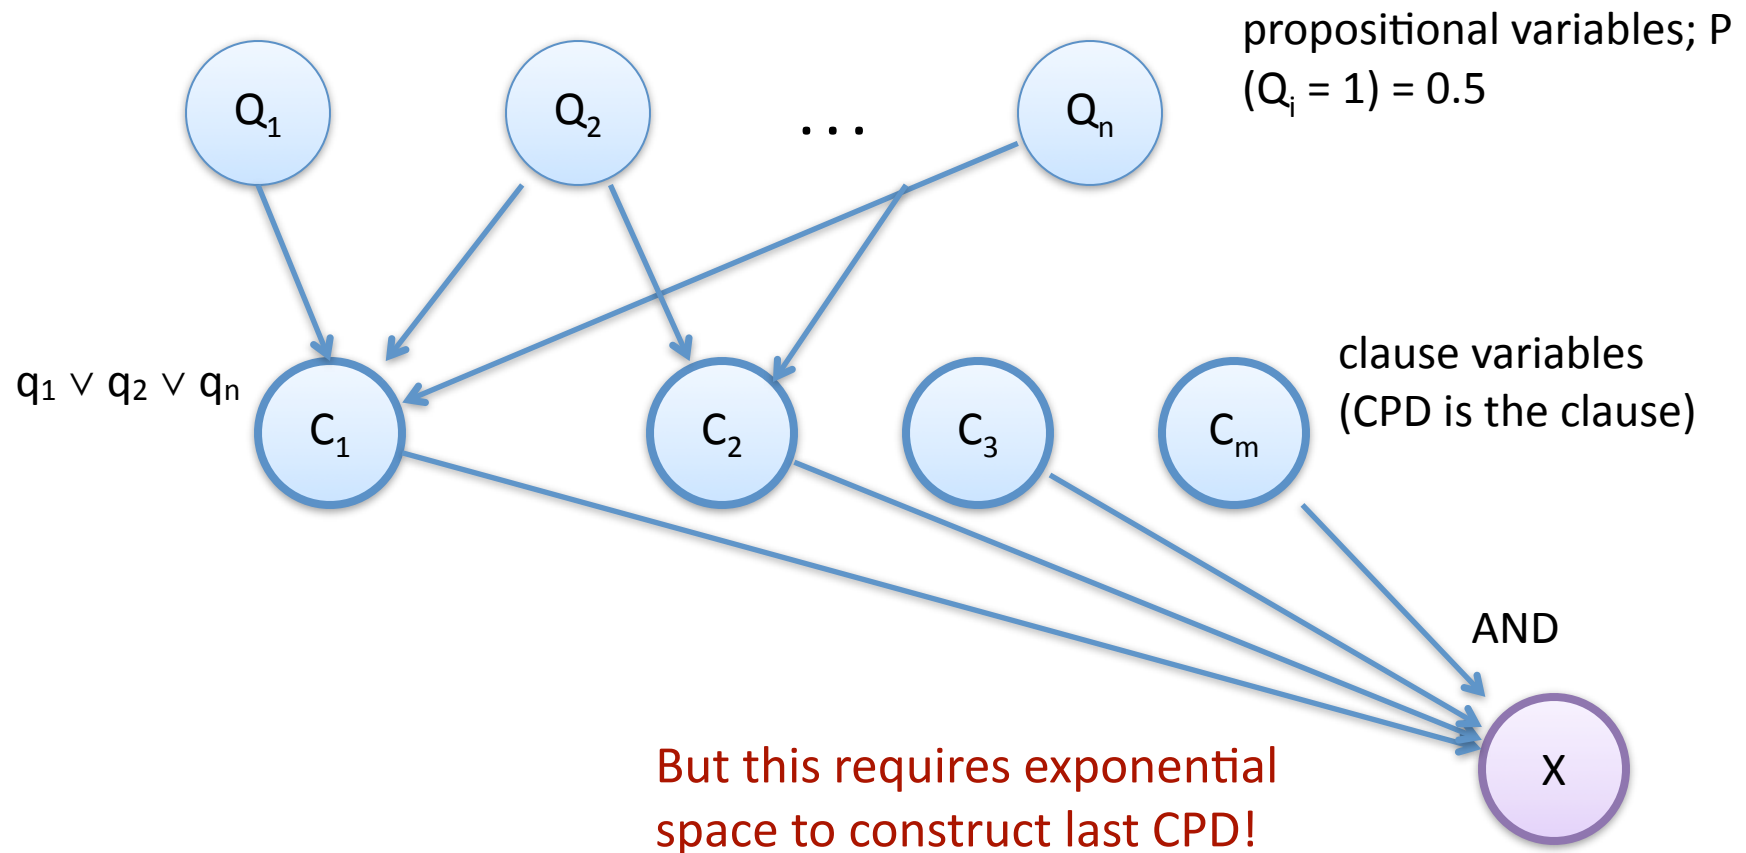 propositional variables; P
(Qᵢ = 1) = 0.5
Q₁
Q₂
...
Qₙ
q₁ ∨ q₂ ∨ qₙ
C₁
C₂
C₃
Cₘ
clause variables
(CPD is the clause)
AND
But this requires exponential
space to construct last CPD!
X